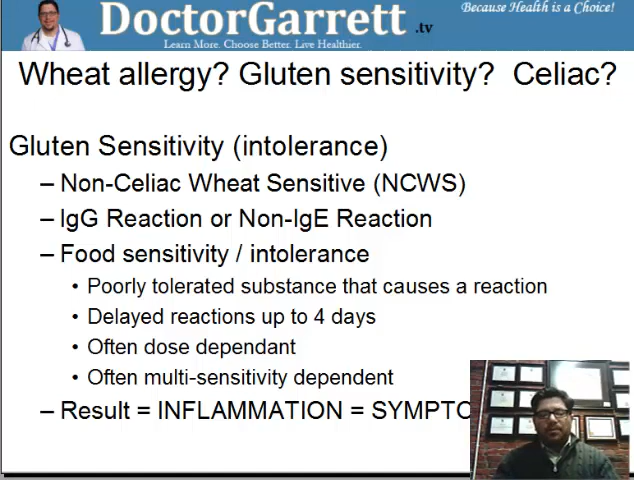 DoctorGarrett.tv
Because Health is a Choice!
Learn More. Choose Better. Live Healthier.
Wheat allergy? Gluten sensitivity? Celiac?
Gluten Sensitivity (intolerance)
– Non-Celiac Wheat Sensitive (NCWS)
– IgG Reaction or Non-IgE Reaction
– Food sensitivity / intolerance
• Poorly tolerated substance that causes a reaction
• Delayed reactions up to 4 days
• Often dose dependant
• Often multi-sensitivity dependent
– Result = INFLAMMATION = SYMPTO